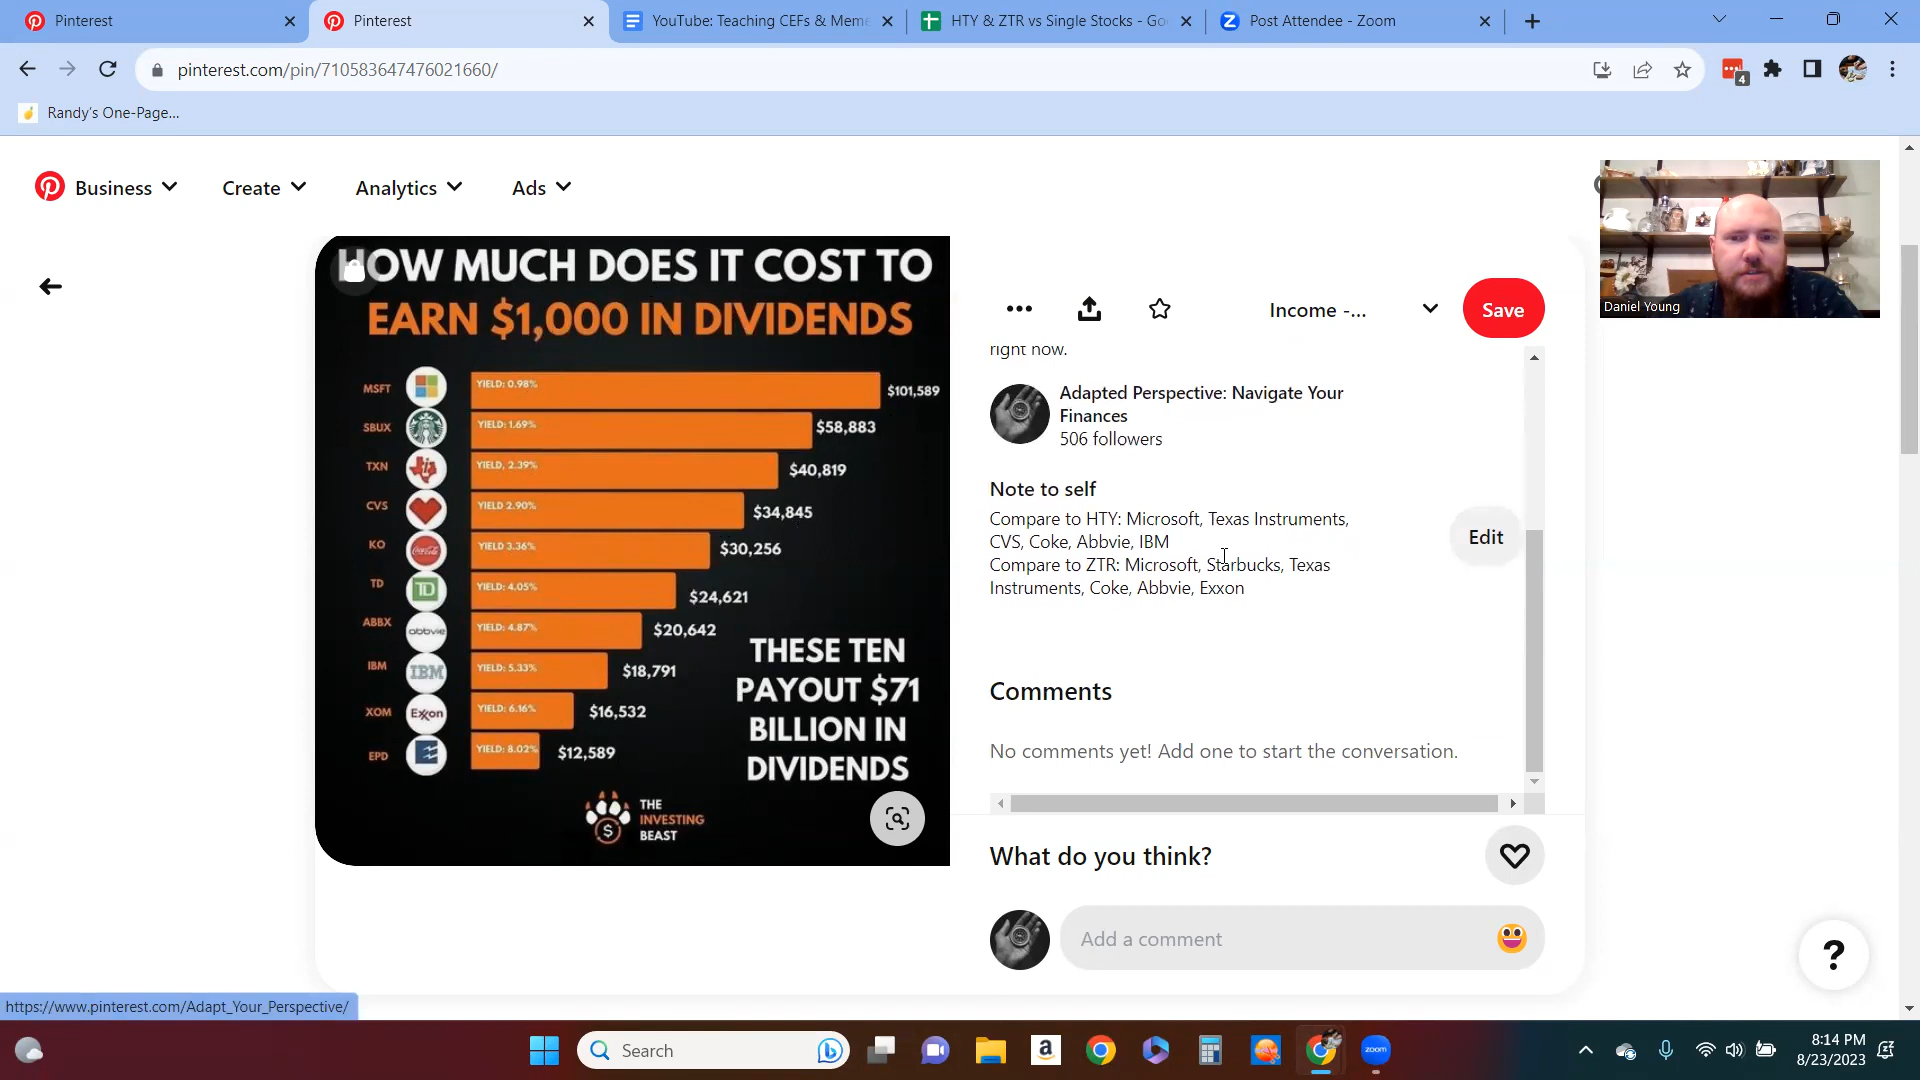 Pinterest
Pinterest
YouTube: Teaching CEFs & Meme
HTY & ZTR vs Single Stocks - Go
Post Attendee - Zoom
pinterest.com/pin/710583647476021660/
4
Randy's One-Page...
Business
Create
Analytics
Ads
Daniel Young
HOW MUCH DOES IT COST TO
EARN $1,000 IN DIVIDENDS
MSFT YIELD: 0.98% $101,589
SBUX YIELD: 1.69% $58,883
TXN YIELD, 2.39% $40,819
CVS YIELD 2.90% $34,845
KO Coca-Cola YIELD 3.36% $30,256
TD TD YIELD: 4.05% $24,621
ABBX abbvie YIELD: 4.87% $20,642
IBM IBM YIELD: 5.33% $18,791
XOM Exxon YIELD: 6.16% $16,532
EPD YIELD: 8.02% $12,589
THESE TEN
PAYOUT $71
BILLION IN
DIVIDENDS
THE
INVESTING
BEAST
$
Income -...
Save
right now.
Adapted Perspective: Navigate Your
Finances
506 followers
Note to self
Compare to HTY: Microsoft, Texas Instruments,
CVS, Coke, Abbvie, IBM
Compare to ZTR: Microsoft, Starbucks, Texas
Instruments, Coke, Abbvie, Exxon
Edit
Comments
No comments yet! Add one to start the conversation.
What do you think?
Add a comment
?
https://www.pinterest.com/Adapt_Your_Perspective/
Search
zoom
8:14 PM
8/23/2023